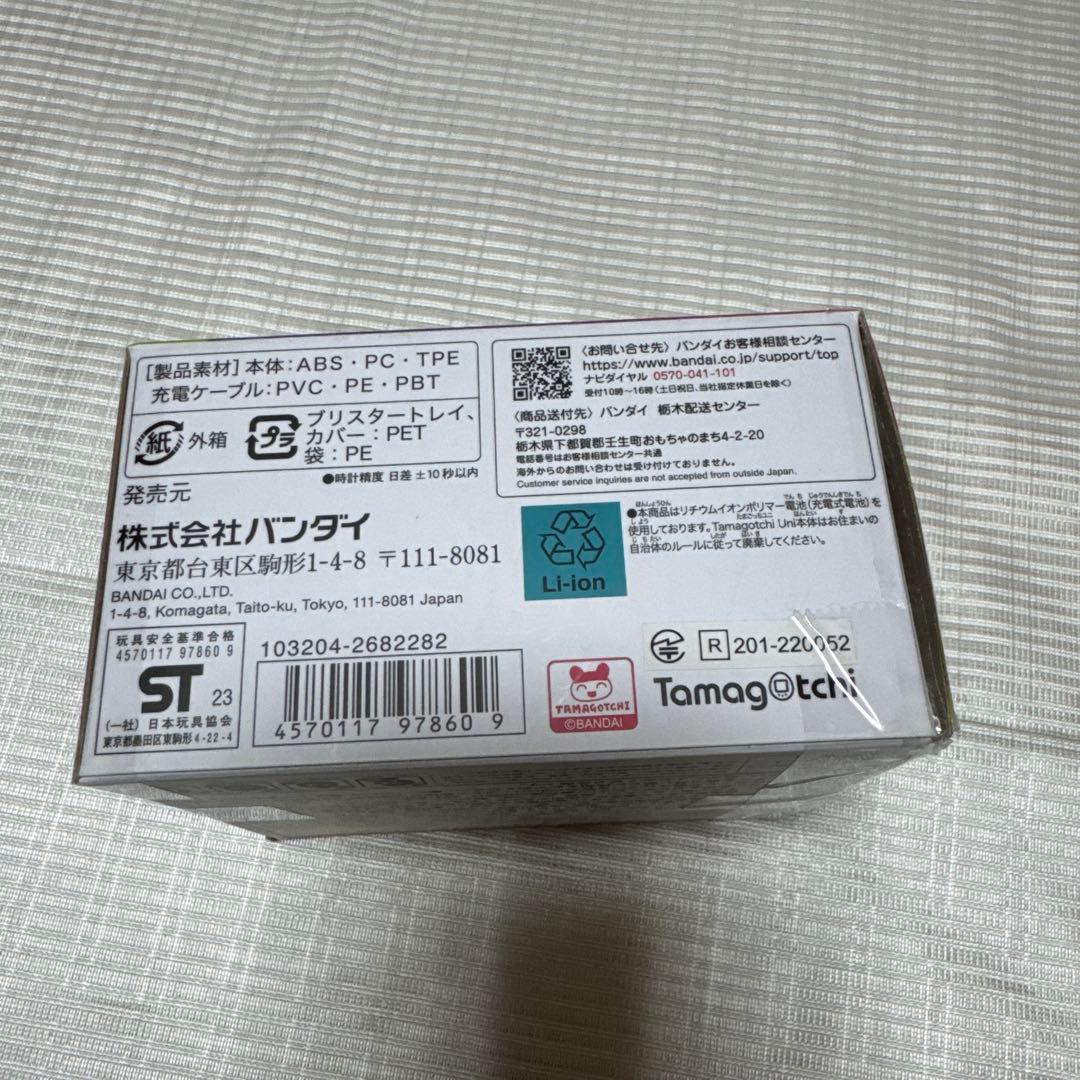 [製品素材] 本体:ABS・PC・TPE
充電ケーブル:PVC・PE・PBT
紙 外箱
プラ ブリスタートレイ、
カバー:PET
袋:PE
●時計精度 日差 ±10 秒以内
発売元
株式会社バンダイ
東京都台東区駒形1-4-8 〒111-8081
BANDAI CO.,LTD.
1-4-8, Komagata, Taito-ku, Tokyo, 111-8081 Japan
〈お問い合せ先〉バンダイお客様相談センター
https://www.bandai.co.jp/support/top
ナビダイヤル 0570-041-101
受付10時〜16時(土日祝日、当社指定休業日を除く)
〈商品送付先〉バンダイ 栃木配送センター
〒321-0298
栃木県下都賀郡壬生町おもちゃのまち4-2-20
電話番号はお客様相談センター共通
海外からのお問い合わせは受け付けておりません。
Customer service inquiries are not accepted from outside Japan.
Li-ion
●本商品はリチウムイオンポリマー電池(充電式電池)を
使用しております。Tamagotchi Uni本体はお住まいの
自治体のルールに従って廃棄してください。
玩具安全基準合格
4570117 97860 9
ST 23
(一社) 日本玩具協会
東京都墨田区東駒形4-22-4
103204-2682282
4570117 97860 9
TAMAGOTCHI
©BANDAI
R 201-220052
Tamagotchi